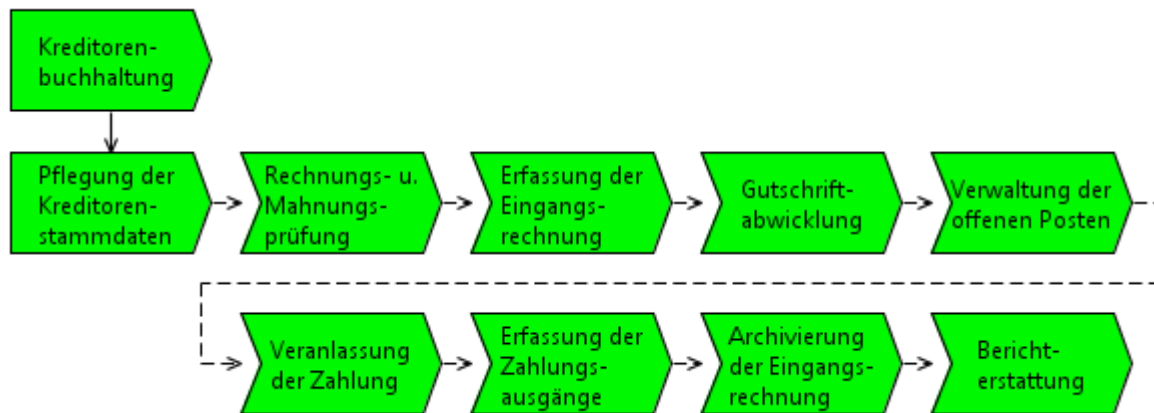 Kreditoren-
buchhaltung
Pflegung der
Kreditoren-
stammdaten
Rechnungs- u.
Mahnungs-
prüfung
Erfassung der
Eingangs-
rechnung
Gutschrift-
abwicklung
Verwaltung der
offenen Posten
Veranlassung
der Zahlung
Erfassung der
Zahlungs-
ausgänge
Archivierung
der Eingangs-
rechnung
Bericht-
erstattung